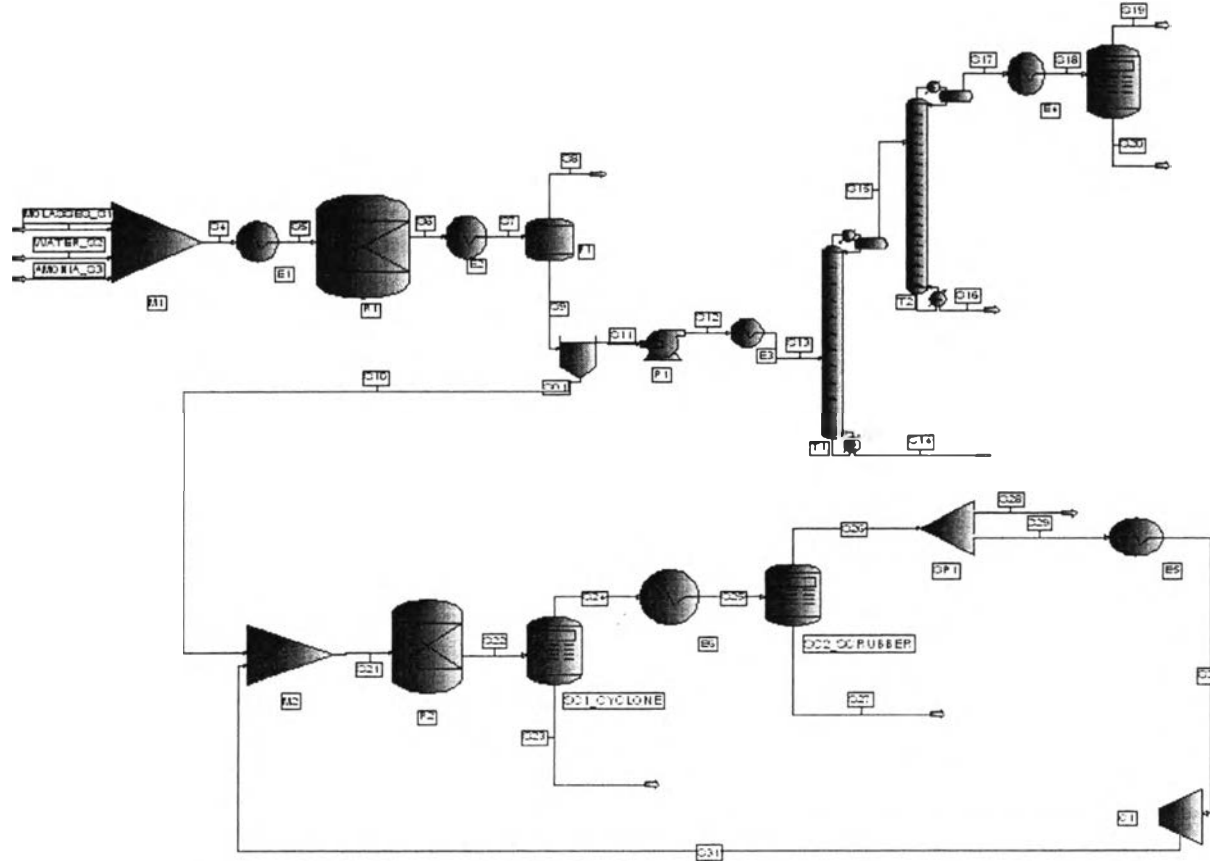 S19
S17
S18
E4
S20
S15
S8
MOLASSES_S1
S4
S5
S6
S7
WATER_S2
F1
AMONIA_S3
E1
E2
T2
S16
M1
R1
S9
S11
S12
S13
E3
P1
S10
T1
S14
S28
S26
S29
SP1
E5
S24
S25
S22
E6
M2
S21
R2
CYCLONE
SCRUBBER
S27
S23
C1
S31